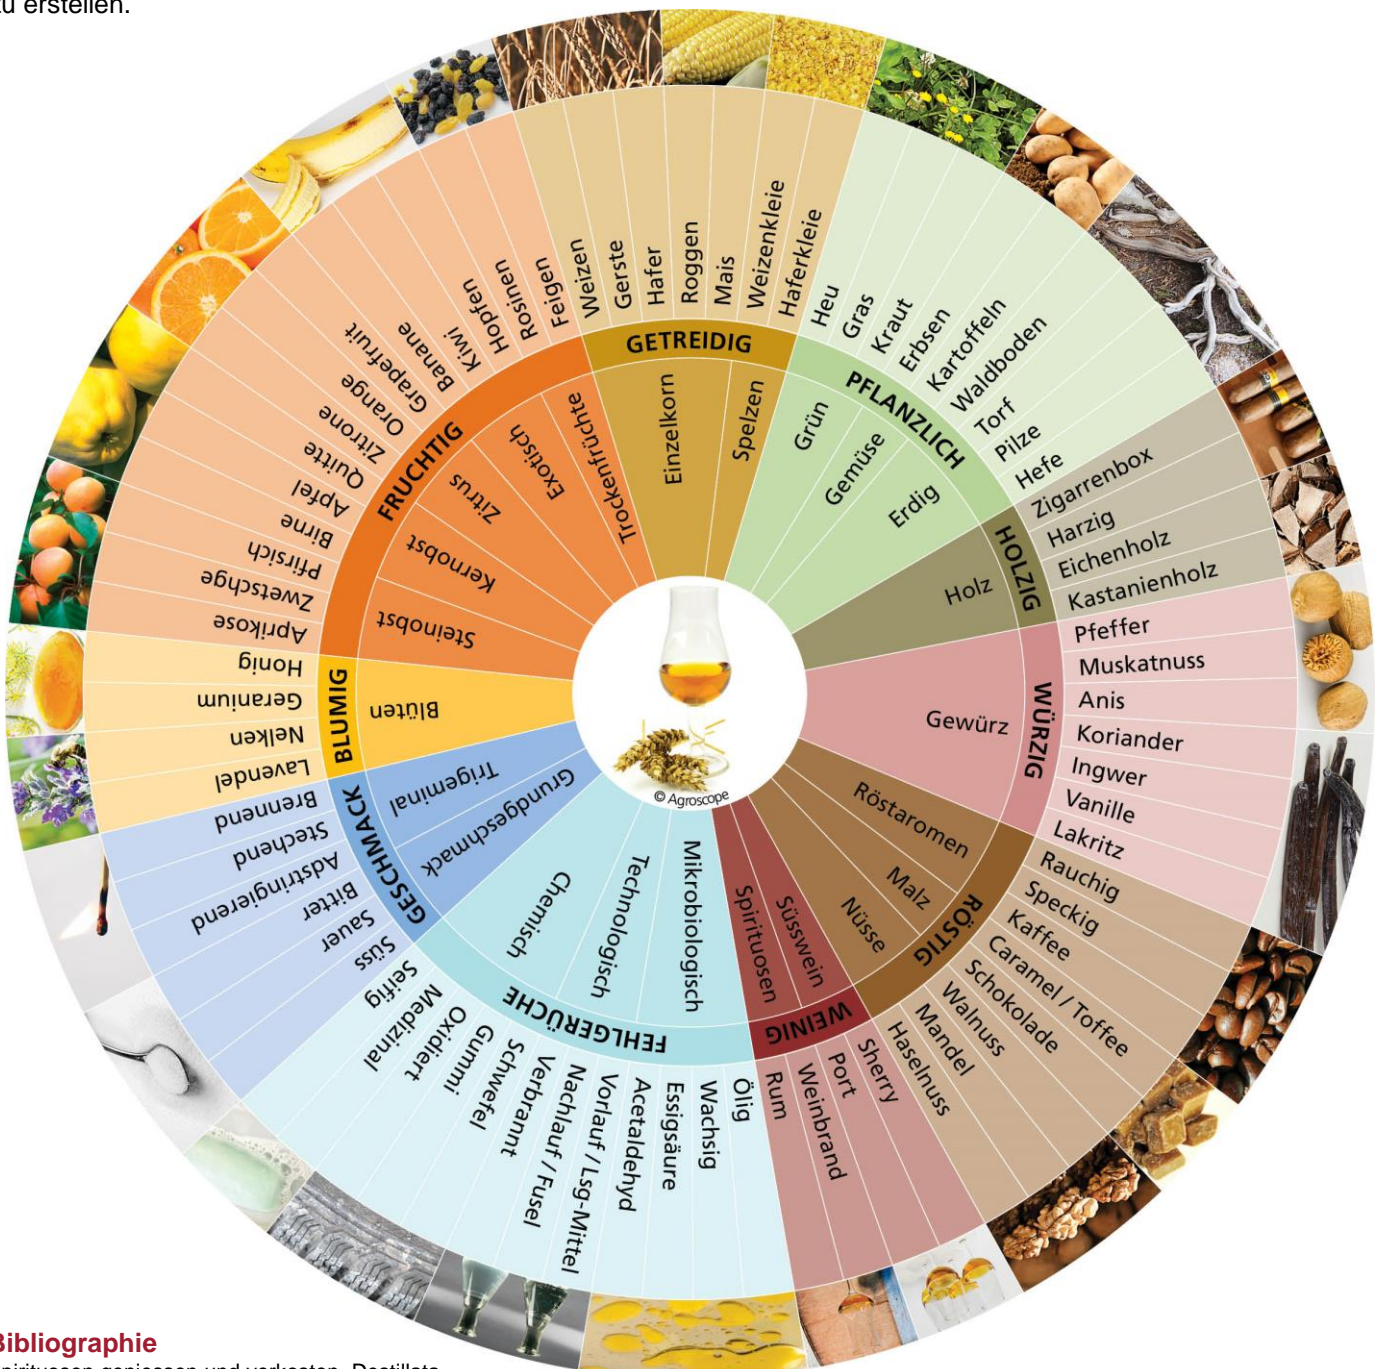 zu erstellen.
GETREIDIG
Einzelkorn
Weizen
Gerste
Hafer
Roggen
Mais
Spelzen
Weizenkleie
Haferkleie
PFLANZLICH
Grün
Heu
Gras
Kraut
Gemüse
Erbsen
Kartoffeln
Erdig
Waldboden
Torf
Pilze
Hefe
HOLZIG
Holz
Zigarrenbox
Harzig
Eichenholz
Kastanienholz
WÜRZIG
Gewürz
Pfeffer
Muskatnuss
Anis
Koriander
Ingwer
Vanille
Lakritz
RÖSTIG
Röstaromen
Rauchig
Speckig
Kaffee
Malz
Caramel / Toffee
Schokolade
Nüsse
Walnuss
Mandel
Haselnuss
WEINIG
Süsswein
Sherry
Port
Spirituosen
Weinbrand
Rum
FEHLGERÜCHE
Mikrobiologisch
Ölig
Wachsig
Essigsäure
Acetaldehyd
Technologisch
Vorlauf / Lsg-Mittel
Nachlauf / Fusel
Verbrannt
Chemisch
Schwefel
Gummi
Oxidiert
Medizinal
Seifig
GESCHMACK
Grundgeschmack
Süss
Sauer
Bitter
Trigeminal
Adstringierend
Stechend
Brennend
BLUMIG
Blüten
Lavendel
Nelken
Geranium
Honig
FRUCHTIG
Steinobst
Aprikose
Zwetschge
Pfirsich
Kernobst
Birne
Apfel
Quitte
Zitrus
Zitrone
Orange
Grapefruit
Exotisch
Banane
Kiwi
Hopfen
Trockenfrüchte
Rosinen
Feigen
© Agroscope
Bibliographie